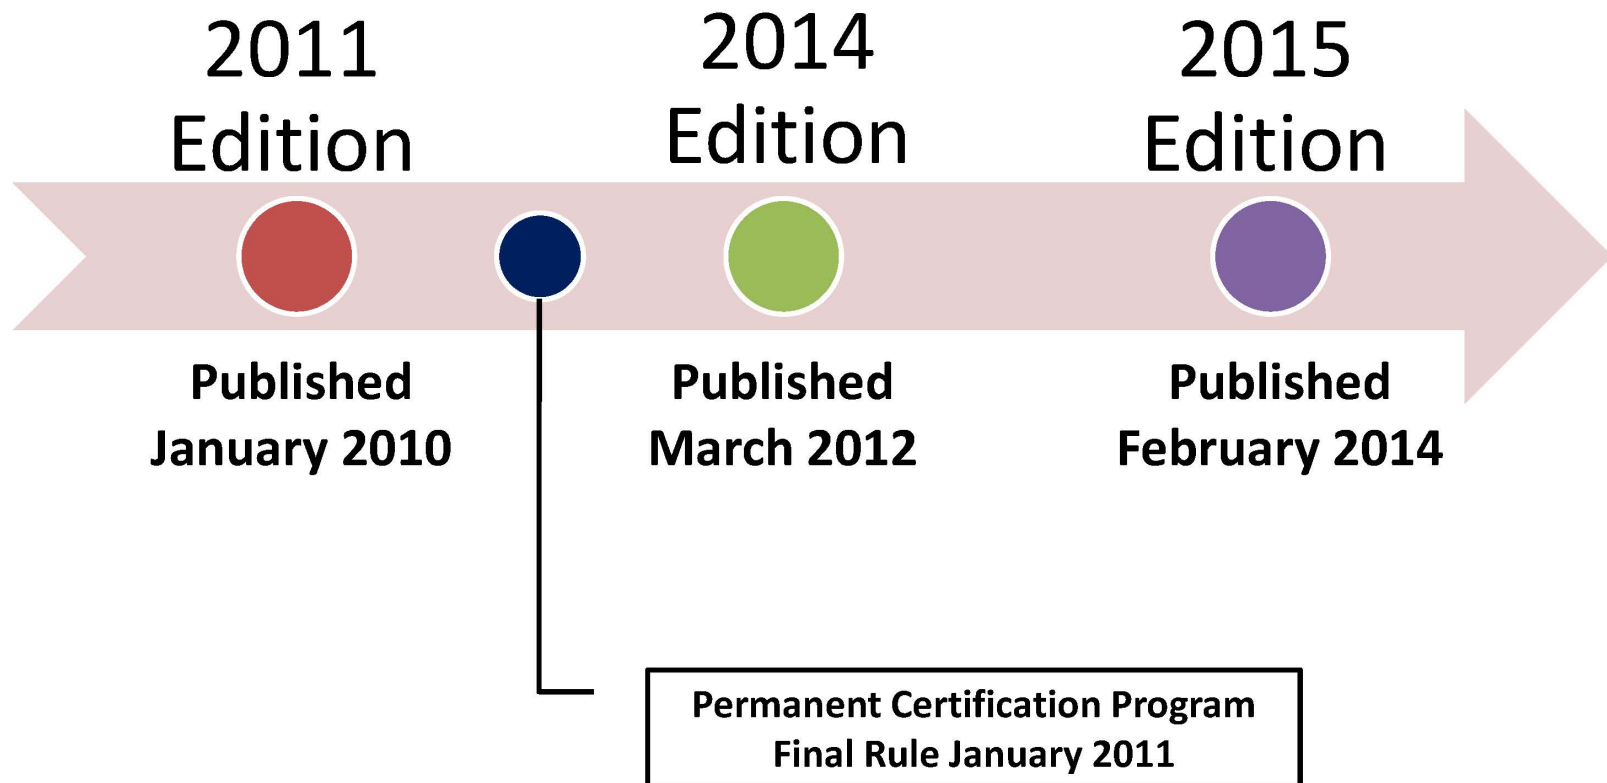 2011
Edition
2014
Edition
2015
Edition
Published
January 2010
Published
March 2012
Published
February 2014
Permanent Certification Program
Final Rule January 2011